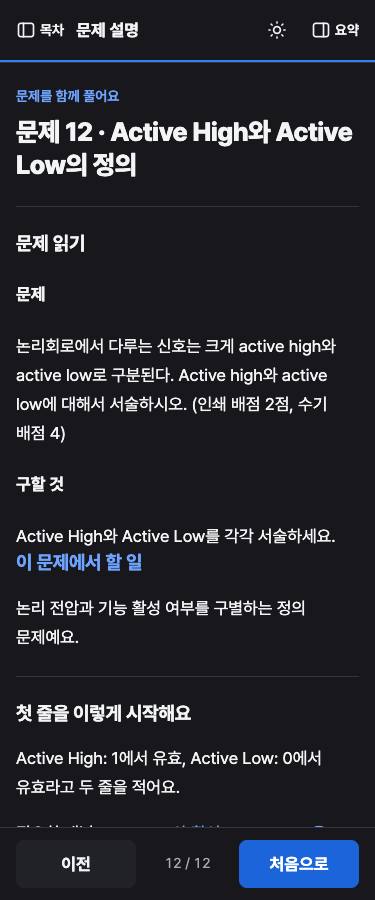 목차 문제 설명 요약
문제를 함께 풀어요
문제 12 · Active High와 Active
Low의 정의
문제 읽기
문제
논리회로에서 다루는 신호는 크게 active high와
active low로 구분된다. Active high와 active
low에 대해서 서술하시오. (인쇄 배점 2점, 수기
배점 4)
구할 것
Active High와 Active Low를 각각 서술하세요.
이 문제에서 할 일
논리 전압과 기능 활성 여부를 구별하는 정의
문제예요.
첫 줄을 이렇게 시작해요
Active High: 1에서 유효, Active Low: 0에서
유효라고 두 줄을 적어요.
이전 12 / 12 처음으로